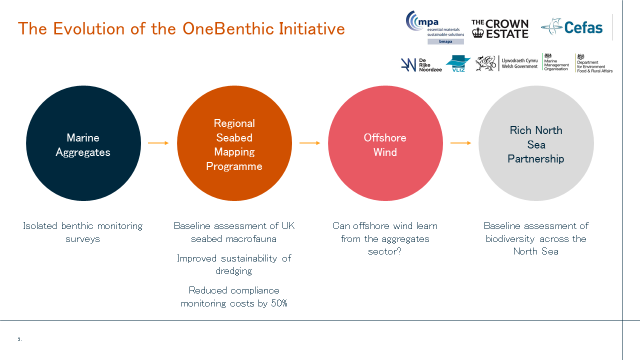 The Evolution of the OneBenthic Initiative
mpa
essential materials
sustainable solutions
bmapa
THE CROWN
ESTATE
Cefas
De
Rijke
Noordzee
VLIZ
Llywodraeth Cymru
Welsh Government
Marine
Management
Organisation
Department
for Environment
Food & Rural Affairs
Marine
Aggregates
Regional
Seabed
Mapping
Programme
Offshore
Wind
Rich North
Sea
Partnership
Isolated benthic monitoring
surveys
Baseline assessment of UK
seabed macrofauna
Improved sustainability of
dredging
Reduced compliance
monitoring costs by 50%
Can offshore wind learn
from the aggregates
sector?
Baseline assessment of
biodiversity across the
North Sea
3.